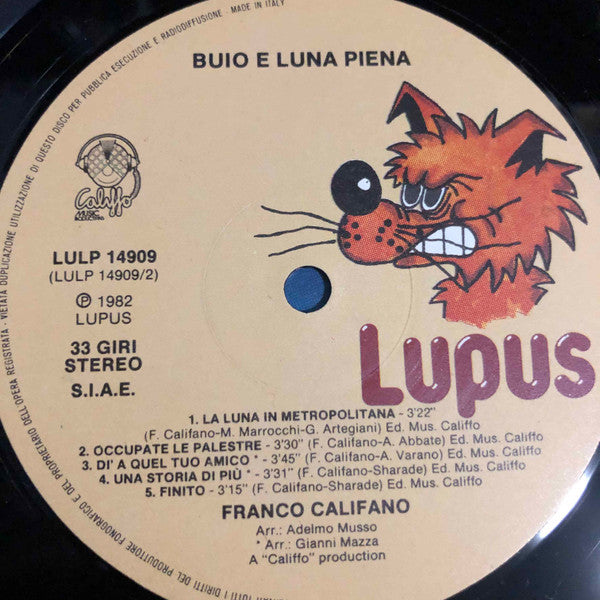 MADE IN ITALY
UTILIZZAZIONE DI QUESTO DISCO PER PUBBLICA ESECUZIONE E RADIODIFFUSIONE -
DEL PRODUTTORE FONOGRAFICO E DEL PROPRIETARIO DELL'OPERA REGISTRATA - VIETATA DUPLICAZIONE
TUTTI I DIRITTI
BUIO E LUNA PIENA
Califfo
MUSIC
LULP 14909
(LULP 14909/2)
℗ 1982
LUPUS
33 GIRI
STEREO
S.I.A.E.
Lupus
1. LA LUNA IN METROPOLITANA - 3'22"
(F. Califano-M. Marrocchi-G. Artegiani) Ed. Mus. Califfo
2. OCCUPATE LE PALESTRE - 3'30" (F. Califano-A. Abbate) Ed. Mus. Califfo
3. DI' A QUEL TUO AMICO * - 3'45" (F. Califano-A. Varano) Ed. Mus. Califfo
4. UNA STORIA DI PIÙ * - 3'31" (F. Califano-Sharade) Ed. Mus. Califfo
5. FINITO - 3'15" (F. Califano-Sharade) Ed. Mus. Califfo
FRANCO CALIFANO
Arr.: Adelmo Musso
* Arr.: Gianni Mazza
A "Califfo" production